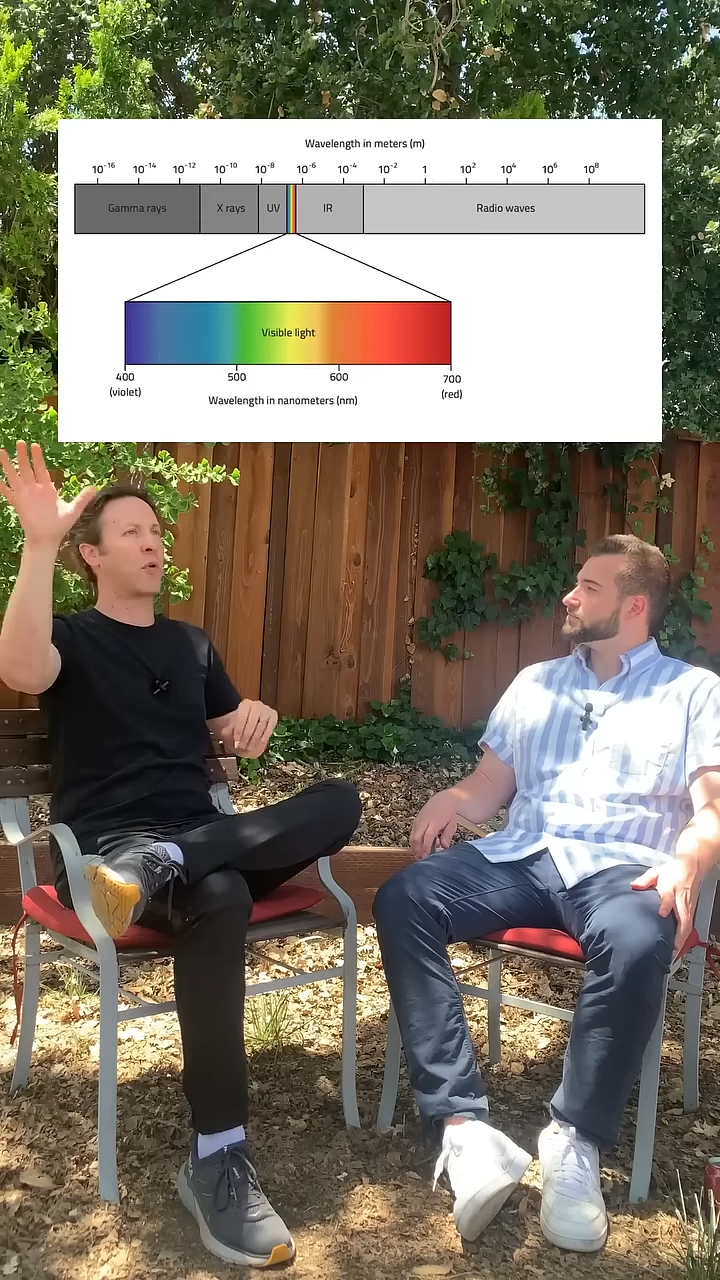 Wavelength in meters (m)
10⁻¹⁶ 10⁻¹⁴ 10⁻¹² 10⁻¹⁰ 10⁻⁸ 10⁻⁶ 10⁻⁴ 10⁻² 1 10² 10⁴ 10⁶ 10⁸
Gamma rays X rays UV IR Radio waves
Visible light
400 500 600 700
(violet) (red)
Wavelength in nanometers (nm)